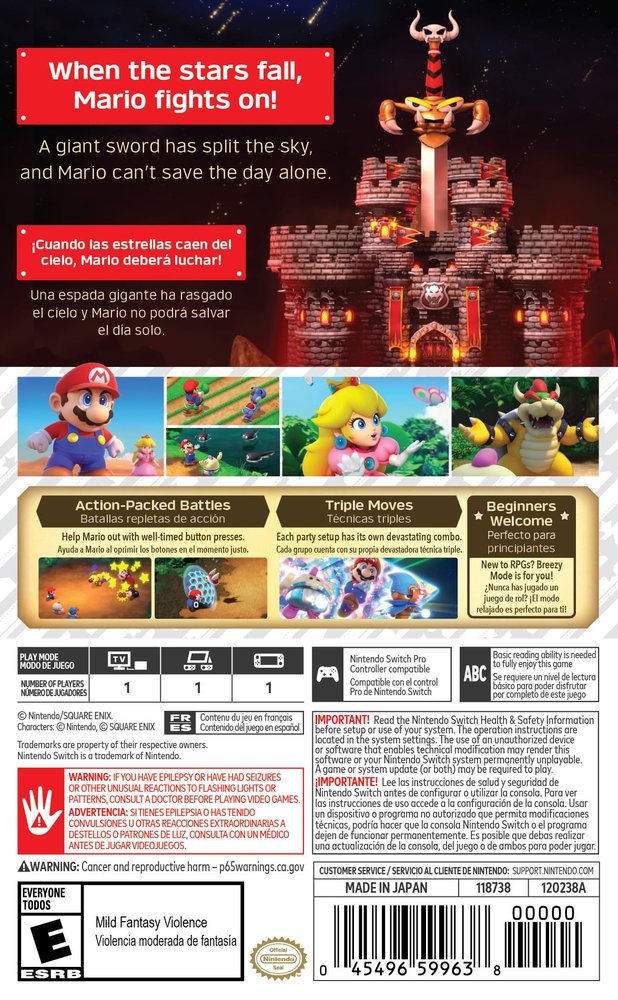 When the stars fall,
Mario fights on!
A giant sword has split the sky,
and Mario can't save the day alone.
¡Cuando las estrellas caen del
cielo, Mario deberá luchar!
Una espada gigante ha rasgado
el cielo y Mario no podrá salvar
el día solo.
Action-Packed Battles
Batallas repletas de acción
Help Mario out with well-timed button presses.
Ayuda a Mario al oprimir los botones en el momento justo.
Triple Moves
Técnicas triples
Each party setup has its own devastating combo.
Cada grupo cuenta con su propia devastadora técnica triple.
Beginners
Welcome
Perfecto para
principiantes
New to RPGs? Breezy
Mode is for you!
¿Nunca has jugado un
juego de rol? ¡El modo
relajado es perfecto para ti!
PLAY MODE
MODO DE JUEGO
TV
NUMBER OF PLAYERS
NÚMERO DE JUGADORES
1
1
1
Nintendo Switch Pro
Controller compatible
Compatible con el control
Pro de Nintendo Switch
ABC
Basic reading ability is needed
to fully enjoy this game
Se requiere un nivel de lectura
básico para poder disfrutar
por completo de este juego
© Nintendo/SQUARE ENIX.
Characters: © Nintendo, © SQUARE ENIX
FR
ES
Contenu du jeu en français
Contenido del juego en español
Trademarks are property of their respective owners.
Nintendo Switch is a trademark of Nintendo.
WARNING: IF YOU HAVE EPILEPSY OR HAVE HAD SEIZURES
OR OTHER UNUSUAL REACTIONS TO FLASHING LIGHTS OR
PATTERNS, CONSULT A DOCTOR BEFORE PLAYING VIDEO GAMES.
ADVERTENCIA: SI TIENES EPILEPSIA O HAS TENIDO
CONVULSIONES U OTRAS REACCIONES EXTRAORDINARIAS A
DESTELLOS O PATRONES DE LUZ, CONSULTA CON UN MÉDICO
ANTES DE JUGAR VIDEOJUEGOS.
WARNING: Cancer and reproductive harm – p65warnings.ca.gov
IMPORTANT! Read the Nintendo Switch Health & Safety Information
before setup or use of your system. The operation instructions are
located in the system settings. The use of an unauthorized device
or software that enables technical modification may render this
software or your Nintendo Switch system permanently unplayable.
A game or system update (or both) may be required to play.
¡IMPORTANTE! Lee las instrucciones de salud y seguridad de
Nintendo Switch antes de configurar o utilizar la consola. Para ver
las instrucciones de uso accede a la configuración de la consola. Usar
un dispositivo o programa no autorizado que permita modificaciones
técnicas, podría hacer que la consola Nintendo Switch o el programa
dejen de funcionar permanentemente. Es posible que debas realizar
una actualización de la consola, del juego o de ambos para poder jugar.
CUSTOMER SERVICE / SERVICIO AL CLIENTE DE NINTENDO: SUPPORT.NINTENDO.COM
MADE IN JAPAN
118738
120238A
EVERYONE
TODOS
E
ESRB
Mild Fantasy Violence
Violencia moderada de fantasía
Official
Nintendo
Seal
00000
0 45496 59963 8